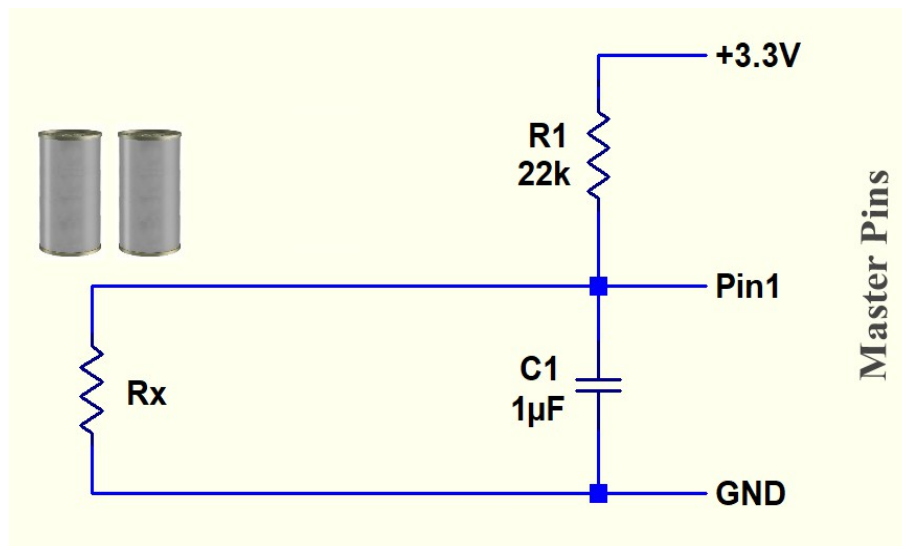 +3.3V
R1
22k
Pin1
C1
1µF
Rx
GND
Master Pins